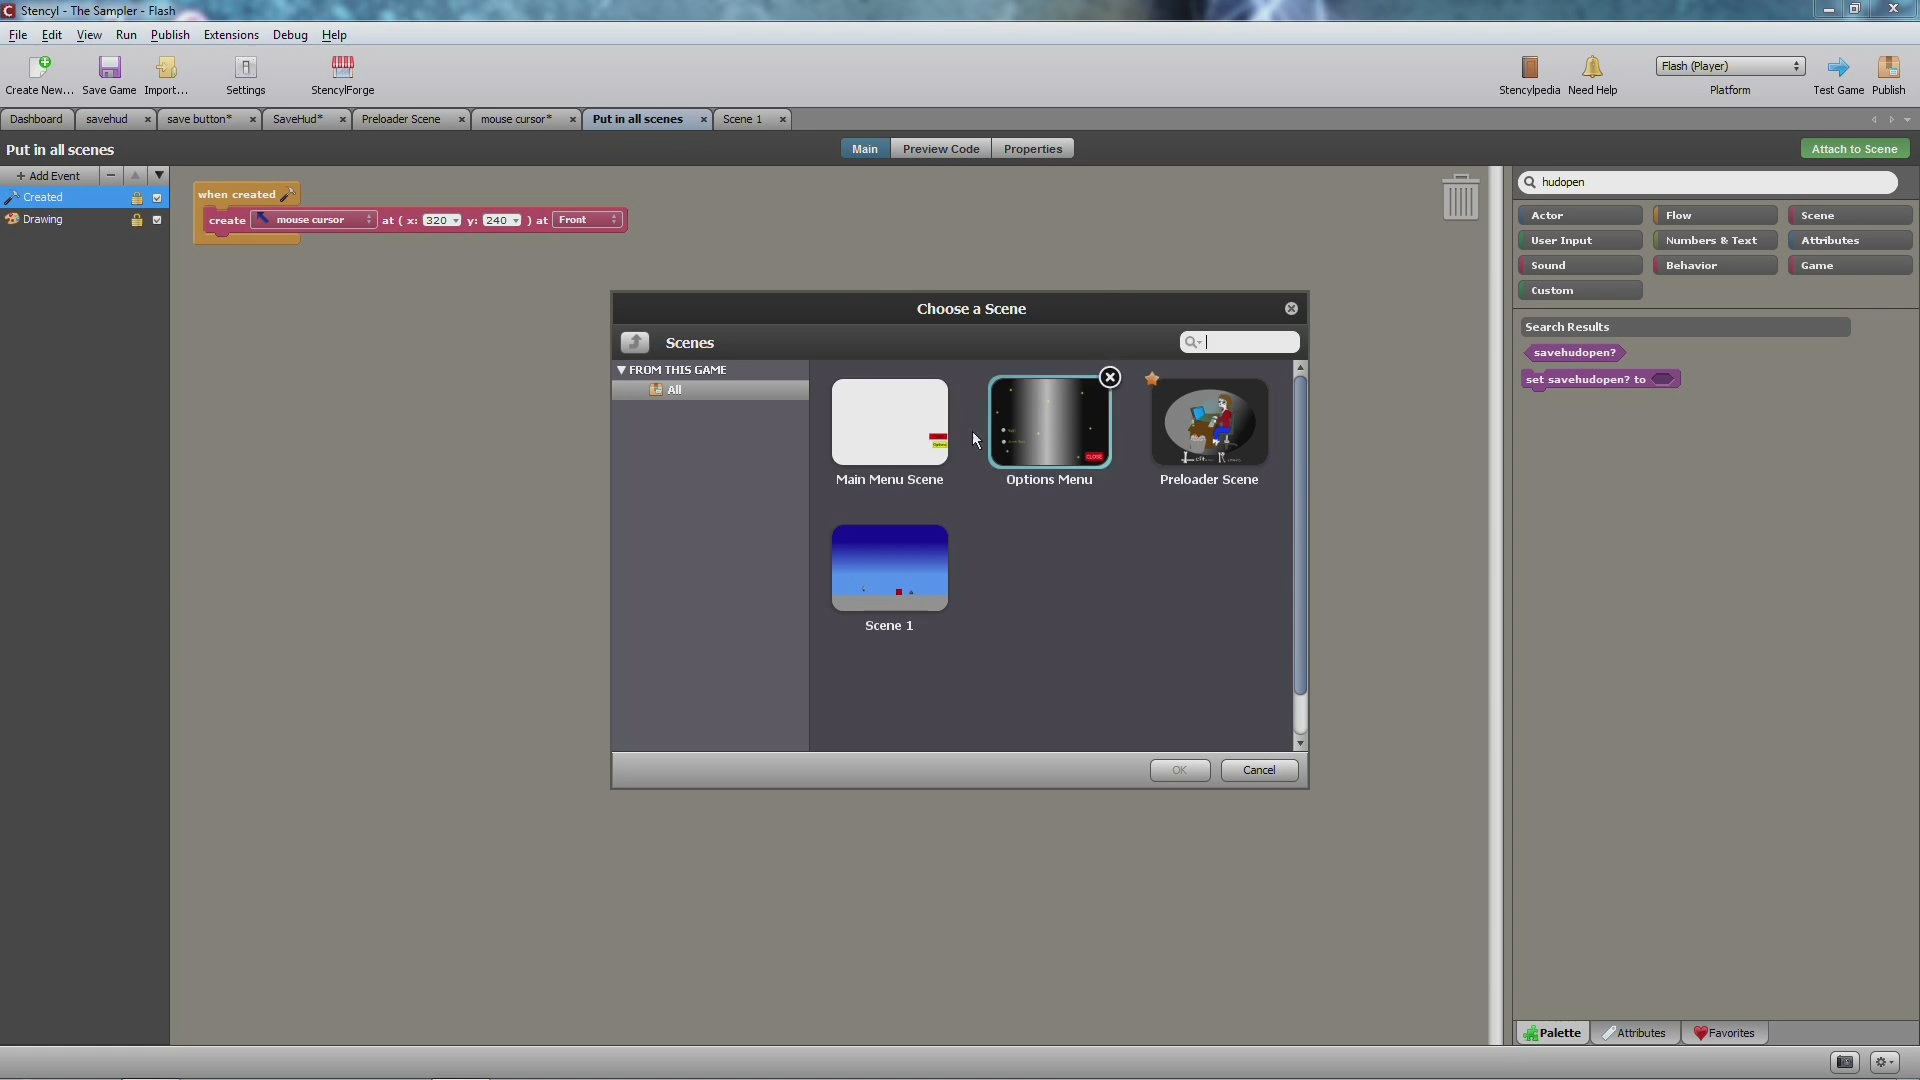 Stencyl - The Sampler - Flash
File Edit View Run Publish Extensions Debug Help
Create New... Save Game Import... Settings StencylForge Stencylpedia Need Help Flash (Player) Platform Test Game Publish
Dashboard savehud save button* SaveHud* Preloader Scene mouse cursor* Put in all scenes Scene 1
Put in all scenes Main Preview Code Properties Attach to Scene
+ Add Event
Created
Drawing
when created
create mouse cursor at ( x: 320 y: 240 ) at Front
hudopen
Actor Flow Scene
User Input Numbers & Text Attributes
Sound Behavior Game
Custom
Search Results
savehudopen?
set savehudopen? to
Choose a Scene
Scenes
FROM THIS GAME
All
CLOSE
Main Menu Scene Options Menu Preloader Scene
Scene 1
OK Cancel
Palette Attributes Favorites